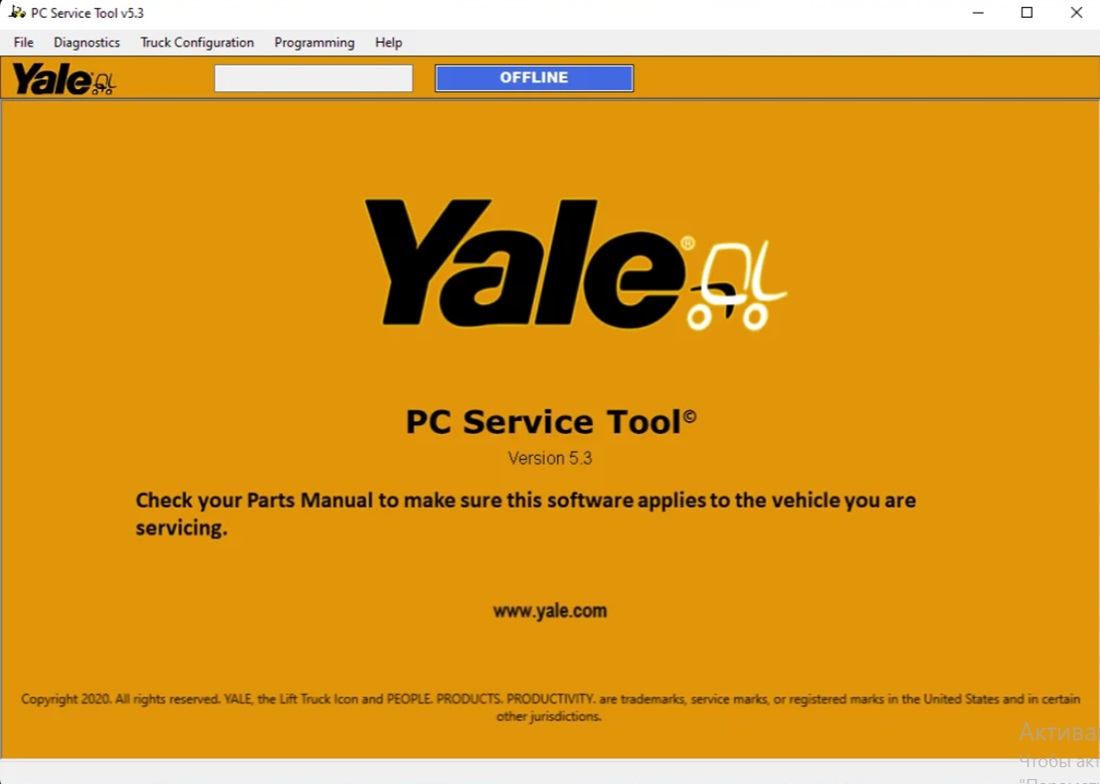 PC Service Tool v5.3
File Diagnostics Truck Configuration Programming Help
Yale OFFLINE
Yale®
PC Service Tool©
Version 5.3
Check your Parts Manual to make sure this software applies to the vehicle you are
servicing.
www.yale.com
Copyright 2020. All rights reserved. YALE, the Lift Truck Icon and PEOPLE. PRODUCTS. PRODUCTIVITY. are trademarks, service marks, or registered marks in the United States and in certain
other jurisdictions.
Актива
Чтобы акт